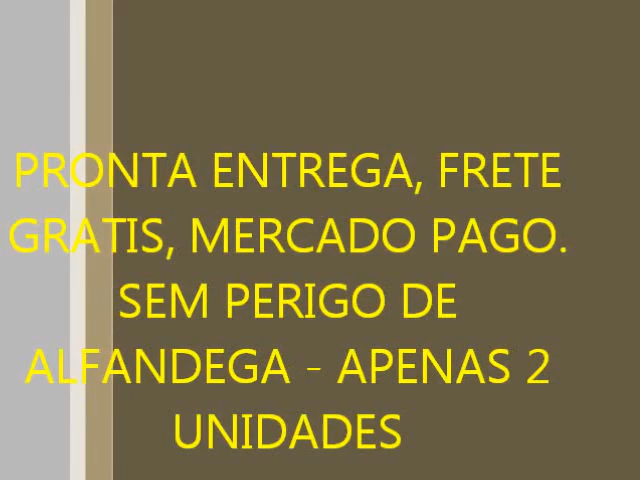 PRONTA ENTREGA, FRETE
GRATIS, MERCADO PAGO.
SEM PERIGO DE
ALFANDEGA - APENAS 2
UNIDADES